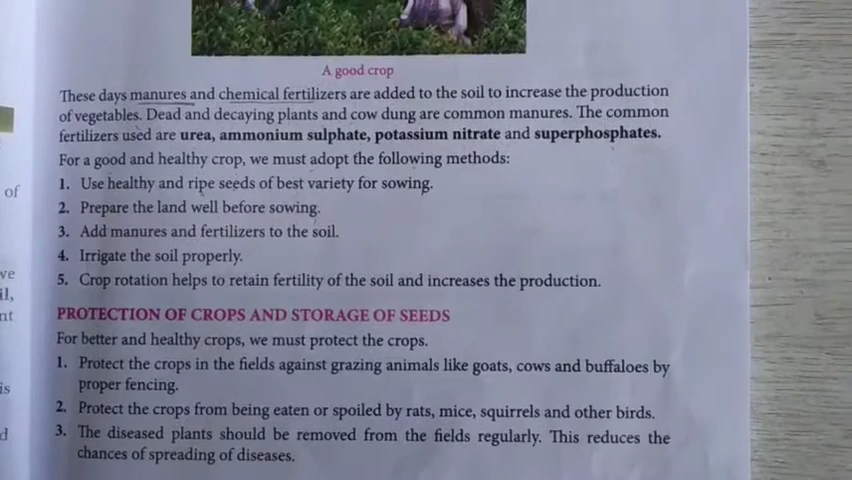 A good crop
These days manures and chemical fertilizers are added to the soil to increase the production
of vegetables. Dead and decaying plants and cow dung are common manures. The common
fertilizers used are urea, ammonium sulphate, potassium nitrate and superphosphates.
For a good and healthy crop, we must adopt the following methods:
1. Use healthy and ripe seeds of best variety for sowing.
of
2. Prepare the land well before sowing.
3. Add manures and fertilizers to the soil.
4. Irrigate the soil properly.
5. Crop rotation helps to retain fertility of the soil and increases the production.
PROTECTION OF CROPS AND STORAGE OF SEEDS
For better and healthy crops, we must protect the crops.
1. Protect the crops in the fields against grazing animals like goats, cows and buffaloes by
proper fencing.
2. Protect the crops from being eaten or spoiled by rats, mice, squirrels and other birds.
3. The diseased plants should be removed from the fields regularly. This reduces the
chances of spreading of diseases.